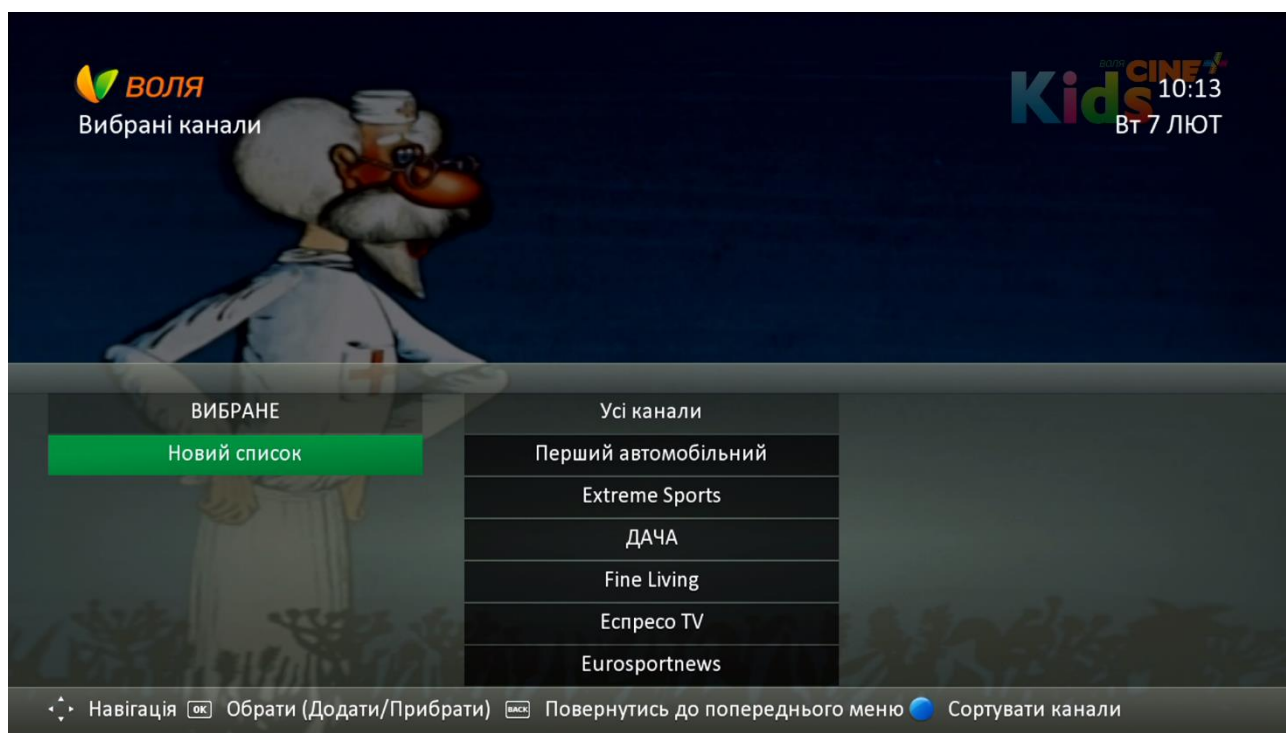 воля
Вибрані канали
воля CINE+
Kids
10:13
Вт 7 ЛЮТ
ВИБРАНЕ
Новий список
Усі канали
Перший автомобільний
Extreme Sports
ДАЧА
Fine Living
Еспресо TV
Eurosportnews
Навігація OK Обрати (Додати/Прибрати) BACK Повернутись до попереднього меню Сортувати канали